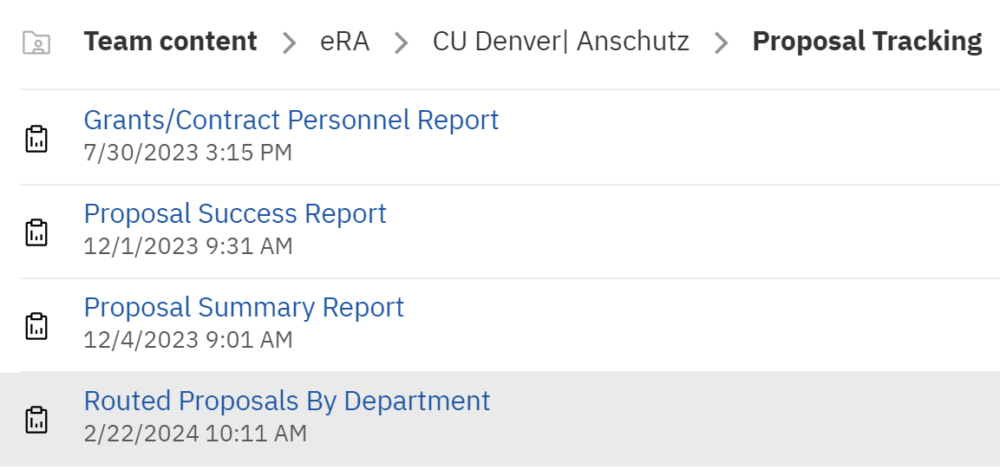 Team content > eRA > CU Denver| Anschutz > Proposal Tracking
Grants/Contract Personnel Report
7/30/2023 3:15 PM
Proposal Success Report
12/1/2023 9:31 AM
Proposal Summary Report
12/4/2023 9:01 AM
Routed Proposals By Department
2/22/2024 10:11 AM